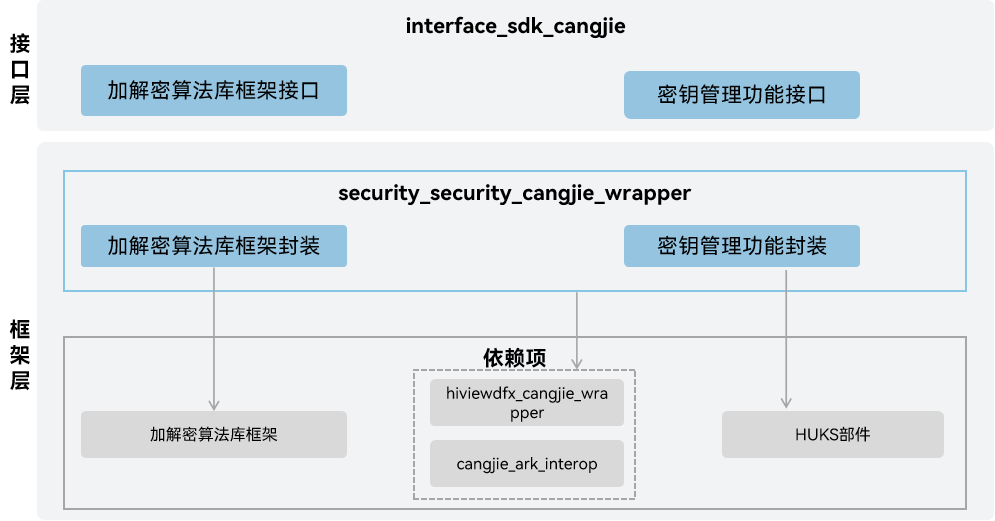 接口层
interface_sdk_cangjie
加解密算法库框架接口
密钥管理功能接口
框架层
security_security_cangjie_wrapper
加解密算法库框架封装
密钥管理功能封装
依赖项
hiviewdfx_cangjie_wra
pper
加解密算法库框架
cangjie_ark_interop
HUKS部件